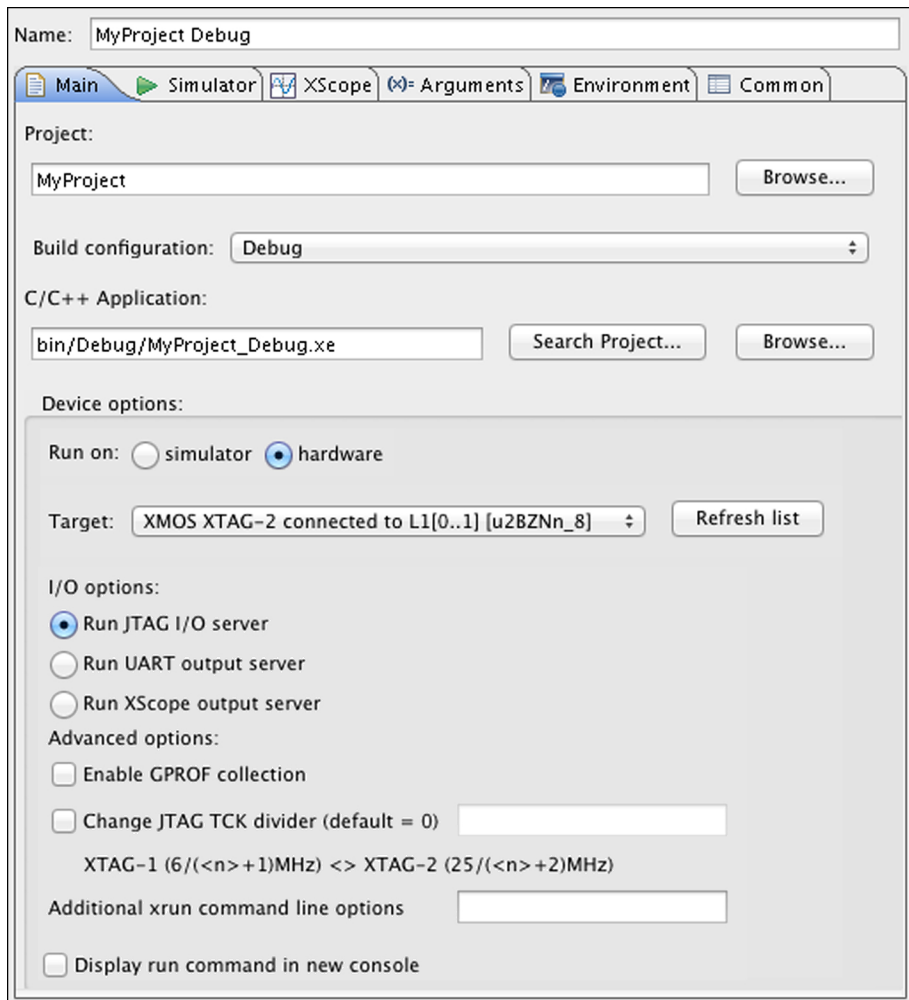 Name: MyProject Debug
Main Simulator XScope (x)= Arguments Environment Common
Project:
MyProject Browse...
Build configuration: Debug
C/C++ Application:
bin/Debug/MyProject_Debug.xe Search Project... Browse...
Device options:
Run on: simulator hardware
Target: XMOS XTAG-2 connected to L1[0..1] [u2BZNn_8] Refresh list
I/O options:
Run JTAG I/O server
Run UART output server
Run XScope output server
Advanced options:
Enable GPROF collection
Change JTAG TCK divider (default = 0)
XTAG-1 (6/(<n>+1)MHz) <> XTAG-2 (25/(<n>+2)MHz)
Additional xrun command line options
Display run command in new console